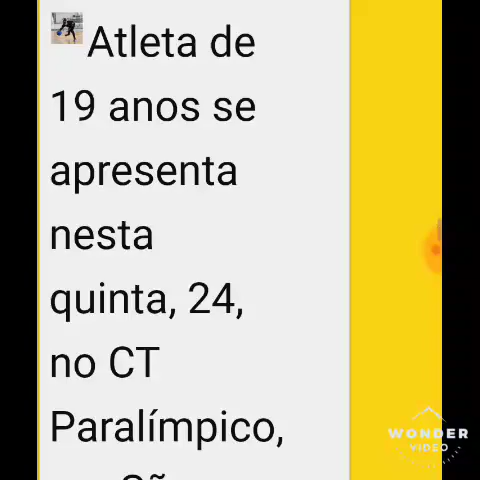 Atleta de
19 anos se
apresenta
nesta
quinta, 24,
no CT
Paralímpico,
WONDER
VIDEO